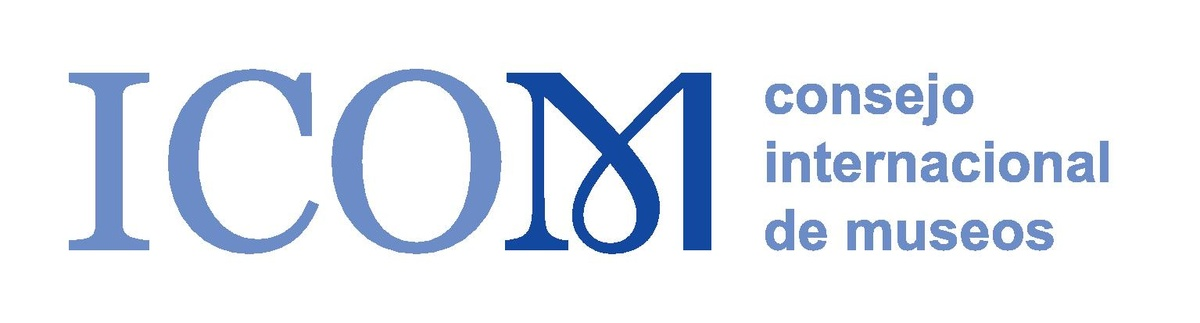 ICOM
consejo
internacional
de museos